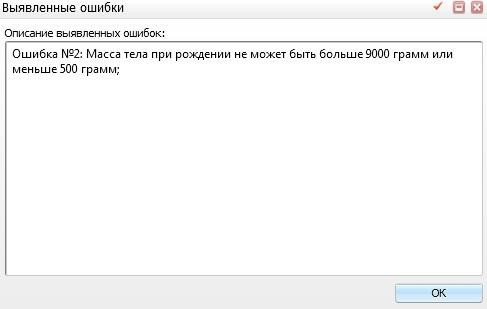 Выявленные ошибки
Описание выявленных ошибок:
Ошибка №2: Масса тела при рождении не может быть больше 9000 грамм или
меньше 500 грамм;
OK